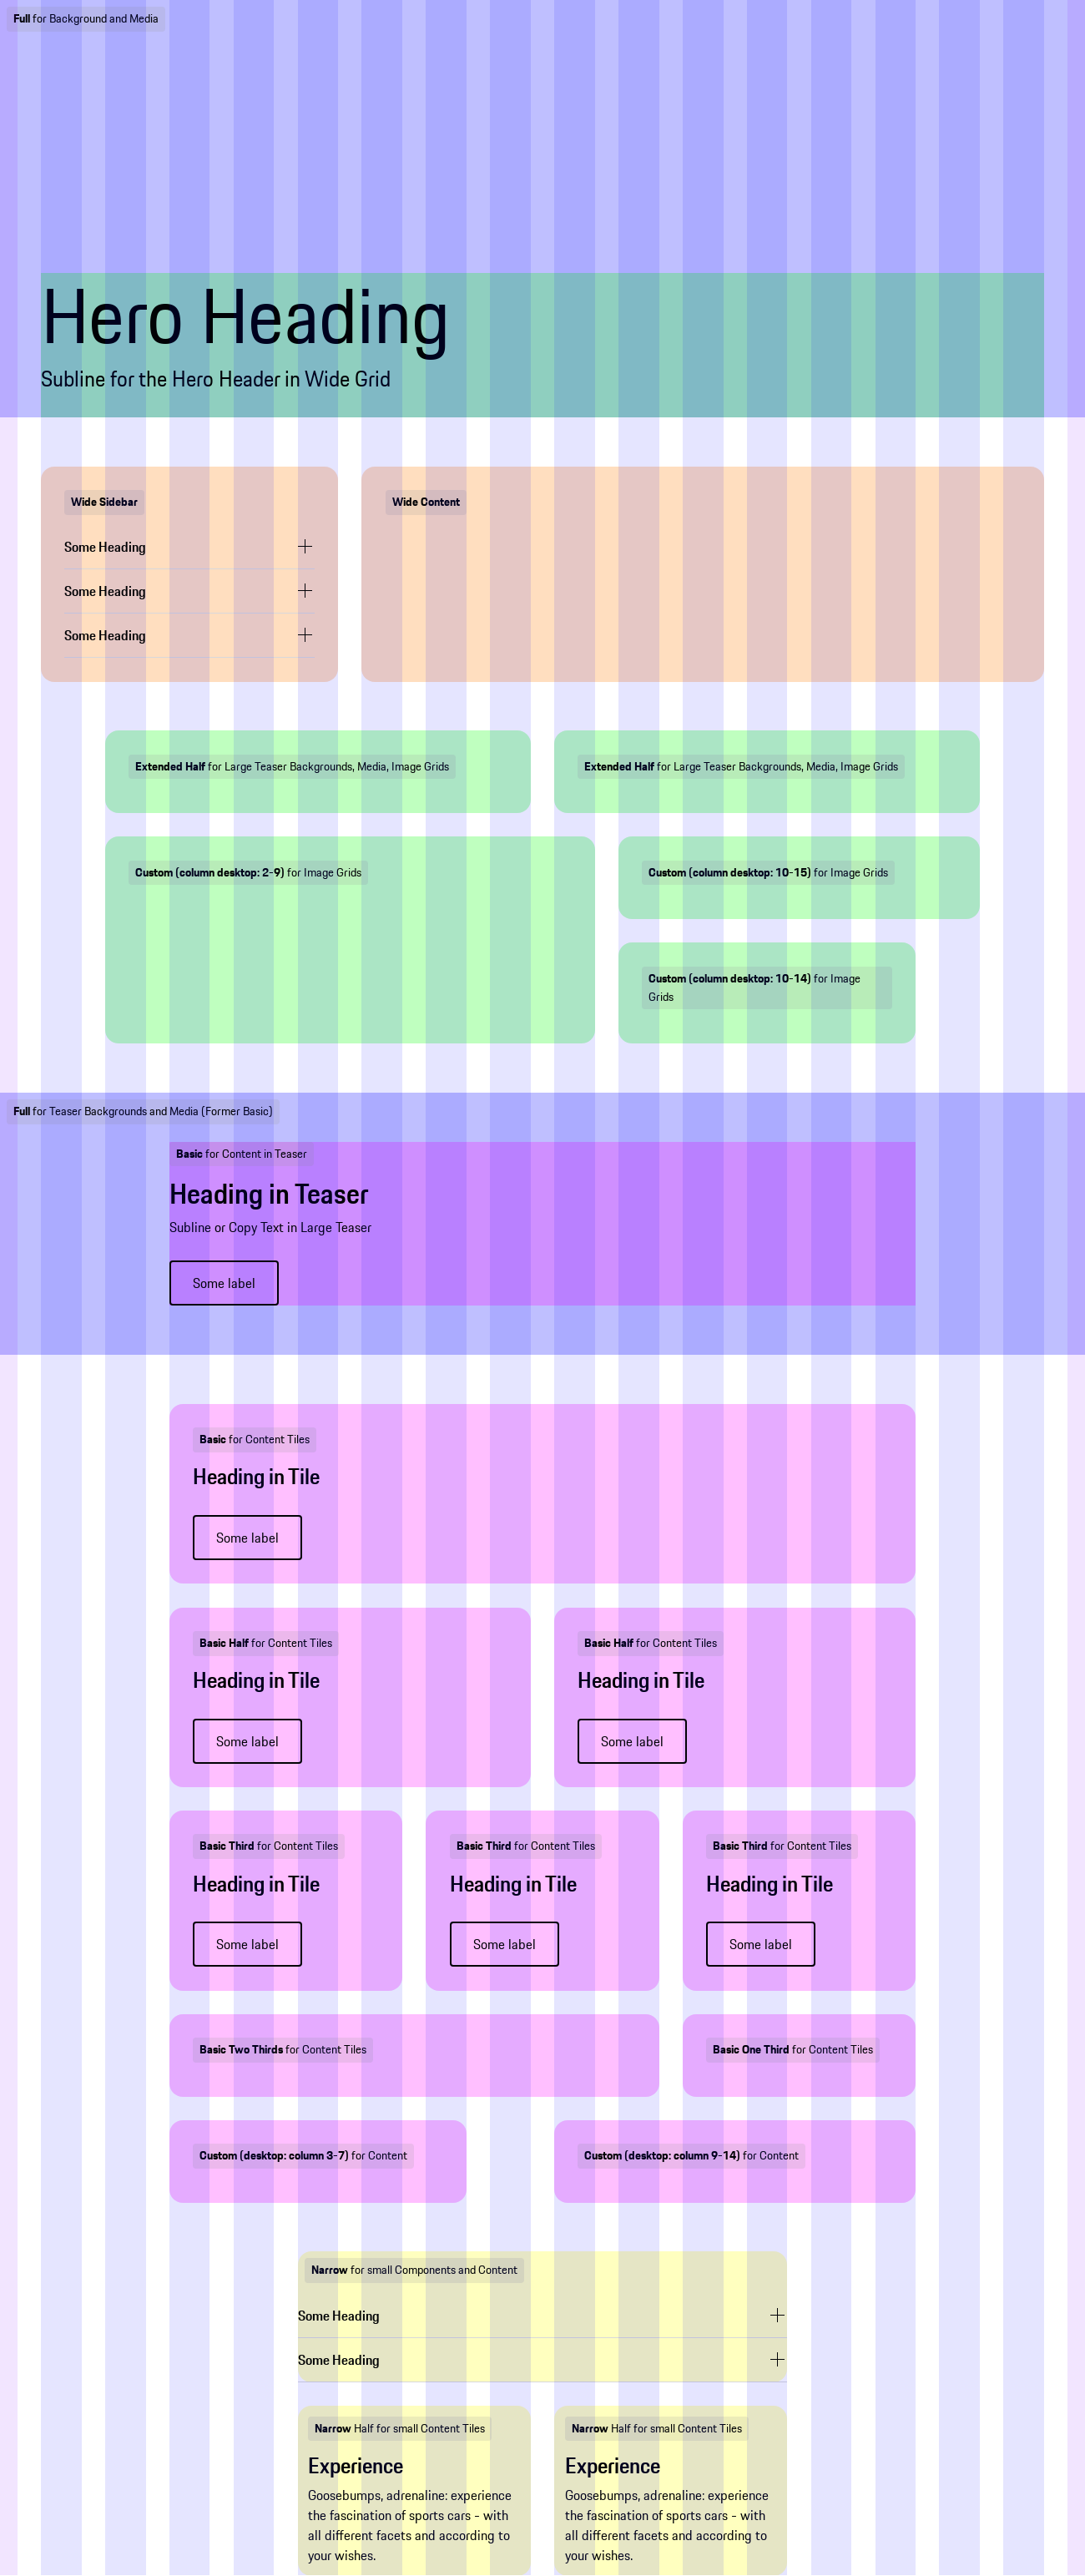 Full for Background and Media
Hero Heading
Subline for the Hero Header in Wide Grid
Wide Sidebar
Some Heading
Some Heading
Some Heading
Wide Content
Extended Half for Large Teaser Backgrounds, Media, Image Grids
Extended Half for Large Teaser Backgrounds, Media, Image Grids
Custom (column desktop: 2-9) for Image Grids
Custom (column desktop: 10-15) for Image Grids
Custom (column desktop: 10-14) for Image
Grids
Full for Teaser Backgrounds and Media (Former Basic)
Basic for Content in Teaser
Heading in Teaser
Subline or Copy Text in Large Teaser
Some label
Basic for Content Tiles
Heading in Tile
Some label
Basic Half for Content Tiles
Heading in Tile
Some label
Basic Half for Content Tiles
Heading in Tile
Some label
Basic Third for Content Tiles
Heading in Tile
Some label
Basic Third for Content Tiles
Heading in Tile
Some label
Basic Third for Content Tiles
Heading in Tile
Some label
Basic Two Thirds for Content Tiles
Basic One Third for Content Tiles
Custom (desktop: column 3-7) for Content
Custom (desktop: column 9-14) for Content
Narrow for small Components and Content
Some Heading
Some Heading
Narrow Half for small Content Tiles
Experience
Goosebumps, adrenaline: experience
the fascination of sports cars - with
all different facets and according to
your wishes.
Narrow Half for small Content Tiles
Experience
Goosebumps, adrenaline: experience
the fascination of sports cars - with
all different facets and according to
your wishes.